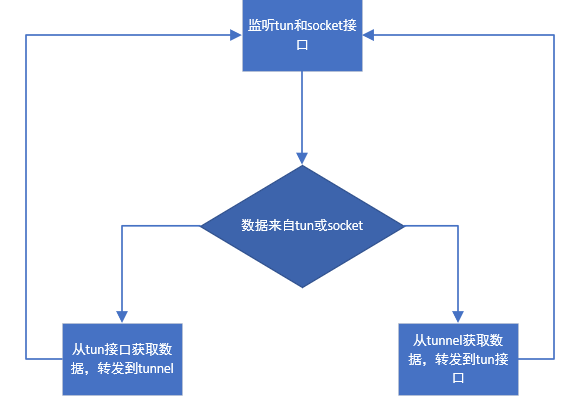 监听tun和socket接
口
数据来自tun或socket
从tun接口获取数
据，转发到tunnel
从tunnel获取数
据，转发到tun接
口